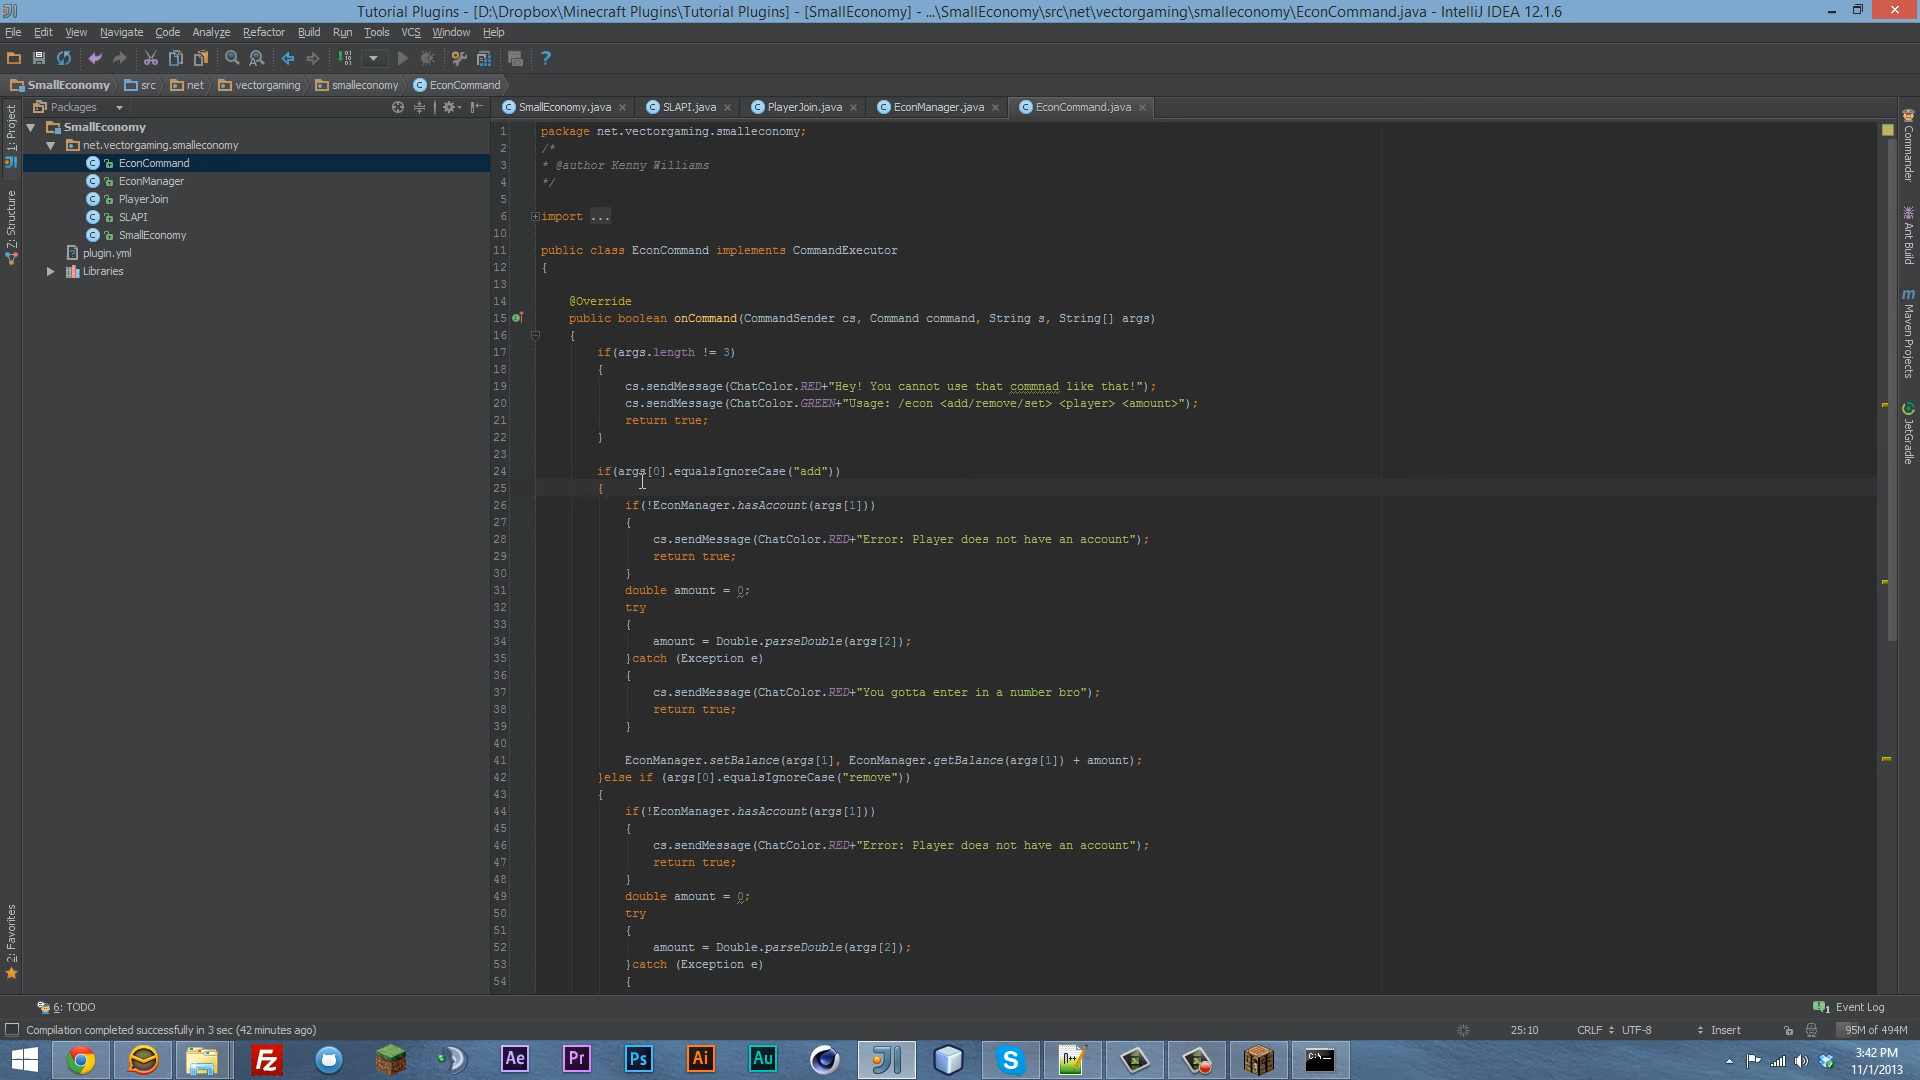 Tutorial Plugins - [D:\Dropbox\Minecraft Plugins\Tutorial Plugins] - [SmallEconomy] - ...\SmallEconomy\src\net\vectorgaming\smalleconomy\EconCommand.java - IntelliJ IDEA 12.1.6
File Edit View Navigate Code Analyze Refactor Build Run Tools VCS Window Help
SmallEconomy src net vectorgaming smalleconomy EconCommand
Packages
SmallEconomy.java SLAPI.java PlayerJoin.java EconManager.java EconCommand.java
1: Project
Z: Structure
2: Favorites
SmallEconomy
net.vectorgaming.smalleconomy
EconCommand
EconManager
PlayerJoin
SLAPI
SmallEconomy
plugin.yml
Libraries
1 package net.vectorgaming.smalleconomy;
2 /*
3 * @author Kenny Williams
4 */
5
6 import ...
10
11 public class EconCommand implements CommandExecutor
12 {
13
14 @Override
15 public boolean onCommand(CommandSender cs, Command command, String s, String[] args)
16 {
17 if(args.length != 3)
18 {
19 cs.sendMessage(ChatColor.RED+"Hey! You cannot use that commnad like that!");
20 cs.sendMessage(ChatColor.GREEN+"Usage: /econ <add/remove/set> <player> <amount>");
21 return true;
22 }
23
24 if(args[0].equalsIgnoreCase("add"))
25 {
26 if(!EconManager.hasAccount(args[1]))
27 {
28 cs.sendMessage(ChatColor.RED+"Error: Player does not have an account");
29 return true;
30 }
31 double amount = 0;
32 try
33 {
34 amount = Double.parseDouble(args[2]);
35 }catch (Exception e)
36 {
37 cs.sendMessage(ChatColor.RED+"You gotta enter in a number bro");
38 return true;
39 }
40
41 EconManager.setBalance(args[1], EconManager.getBalance(args[1]) + amount);
42 }else if (args[0].equalsIgnoreCase("remove"))
43 {
44 if(!EconManager.hasAccount(args[1]))
45 {
46 cs.sendMessage(ChatColor.RED+"Error: Player does not have an account");
47 return true;
48 }
49 double amount = 0;
50 try
51 {
52 amount = Double.parseDouble(args[2]);
53 }catch (Exception e)
54 {
Commander
Ant Build
m Maven Projects
JetGradle
6: TODO
Event Log
Compilation completed successfully in 3 sec (42 minutes ago)
25:10 CRLF UTF-8 Insert 95M of 494M
Fz Ae Pr Ps Ai Au JI S
3:42 PM
11/1/2013